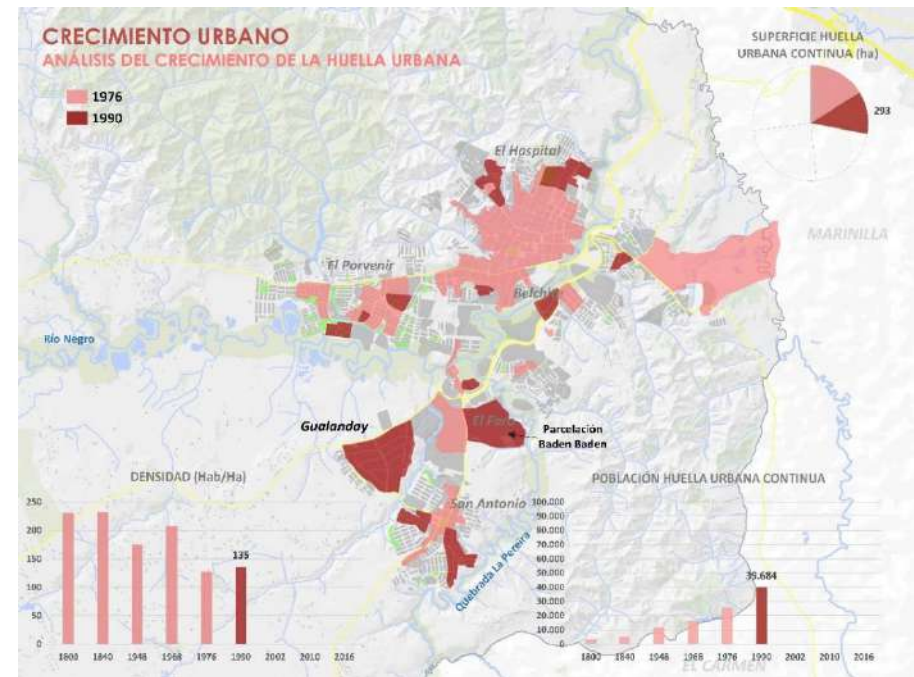 CRECIMIENTO URBANO
ANÁLISIS DEL CRECIMIENTO DE LA HUELLA URBANA
1976
1990
SUPERFICIE HUELLA
URBANA CONTINUA (ha)
293
El Hospital
MARINILLA
El Porvenir
Belchite
Río Negro
Gualanday
El Faro
Parcelación
Baden Baden
San Antonio
Quebrada La Pereira
DENSIDAD (Hab/Ha)
250
200
150
100
50
0
135
1800 1840 1948 1968 1976 1990 2002 2010 2016
POBLACIÓN HUELLA URBANA CONTINUA
100.000
90.000
80.000
70.000
60.000
50.000
40.000
30.000
20.000
10.000
0
39.684
1800 1840 1948 1968 1976 1990 2002 2010 2016
EL CARMEN